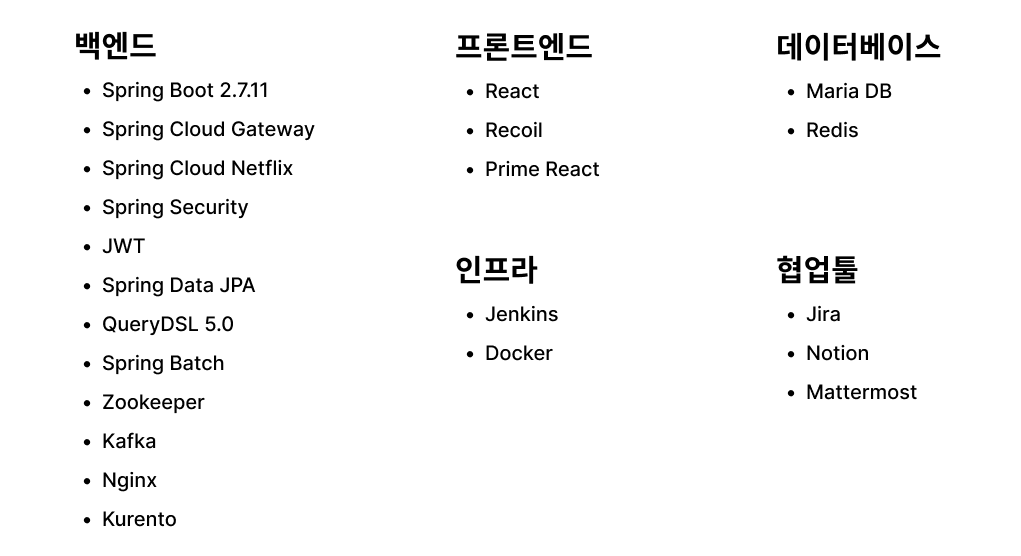 백엔드
• Spring Boot 2.7.11
• Spring Cloud Gateway
• Spring Cloud Netflix
• Spring Security
• JWT
• Spring Data JPA
• QueryDSL 5.0
• Spring Batch
• Zookeeper
• Kafka
• Nginx
• Kurento
프론트엔드
• React
• Recoil
• Prime React
데이터베이스
• Maria DB
• Redis
인프라
• Jenkins
• Docker
협업툴
• Jira
• Notion
• Mattermost